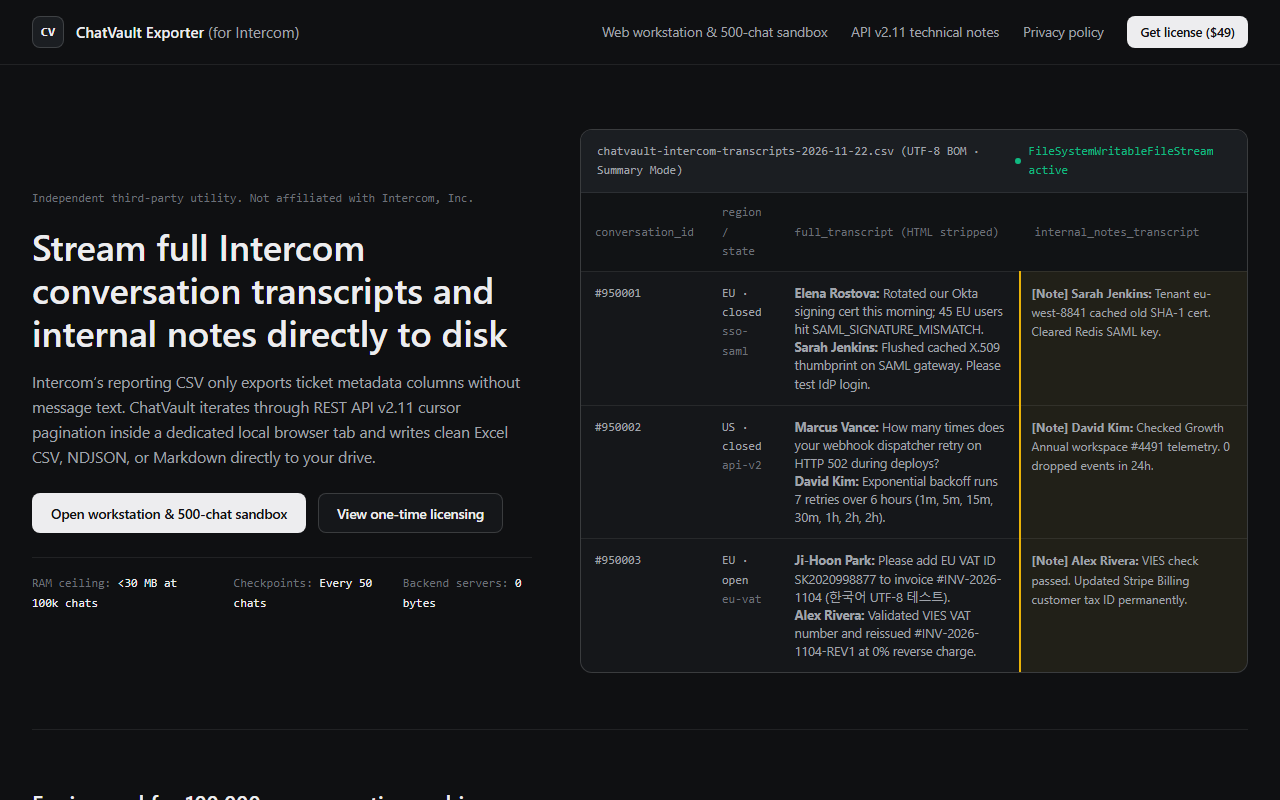 CV
ChatVault Exporter (for Intercom)
Web workstation & 500-chat sandbox
API v2.11 technical notes
Privacy policy
Get license ($49)
Independent third-party utility. Not affiliated with Intercom, Inc.
Stream full Intercom
conversation transcripts and
internal notes directly to disk
Intercom's reporting CSV only exports ticket metadata columns without
message text. ChatVault iterates through REST API v2.11 cursor
pagination inside a dedicated local browser tab and writes clean Excel
CSV, NDJSON, or Markdown directly to your drive.
Open workstation & 500-chat sandbox
View one-time licensing
RAM ceiling: <30 MB at
100k chats
Checkpoints: Every 50
chats
Backend servers: 0
bytes
chatvault-intercom-transcripts-2026-11-22.csv (UTF-8 BOM ·
Summary Mode)
FileSystemWritableFileStream
active
conversation_id
region
/
state
full_transcript (HTML stripped)
internal_notes_transcript
#950001
EU ·
closed
sso-
saml
Elena Rostova: Rotated our Okta
signing cert this morning; 45 EU users
hit SAML_SIGNATURE_MISMATCH.
Sarah Jenkins: Flushed cached X.509
thumbprint on SAML gateway. Please
test IdP login.
[Note] Sarah Jenkins: Tenant eu-
west-8841 cached old SHA-1 cert.
Cleared Redis SAML key.
#950002
US ·
closed
api-v2
Marcus Vance: How many times does
your webhook dispatcher retry on
HTTP 502 during deploys?
David Kim: Exponential backoff runs
7 retries over 6 hours (1m, 5m, 15m,
30m, 1h, 2h, 2h).
[Note] David Kim: Checked Growth
Annual workspace #4491 telemetry. 0
dropped events in 24h.
#950003
EU ·
open
eu-vat
Ji-Hoon Park: Please add EU VAT ID
SK2020998877 to invoice #INV-2026-
1104 (한국어 UTF-8 테스트).
Alex Rivera: Validated VIES VAT
number and reissued #INV-2026-
1104-REV1 at 0% reverse charge.
[Note] Alex Rivera: VIES check
passed. Updated Stripe Billing
customer tax ID permanently.